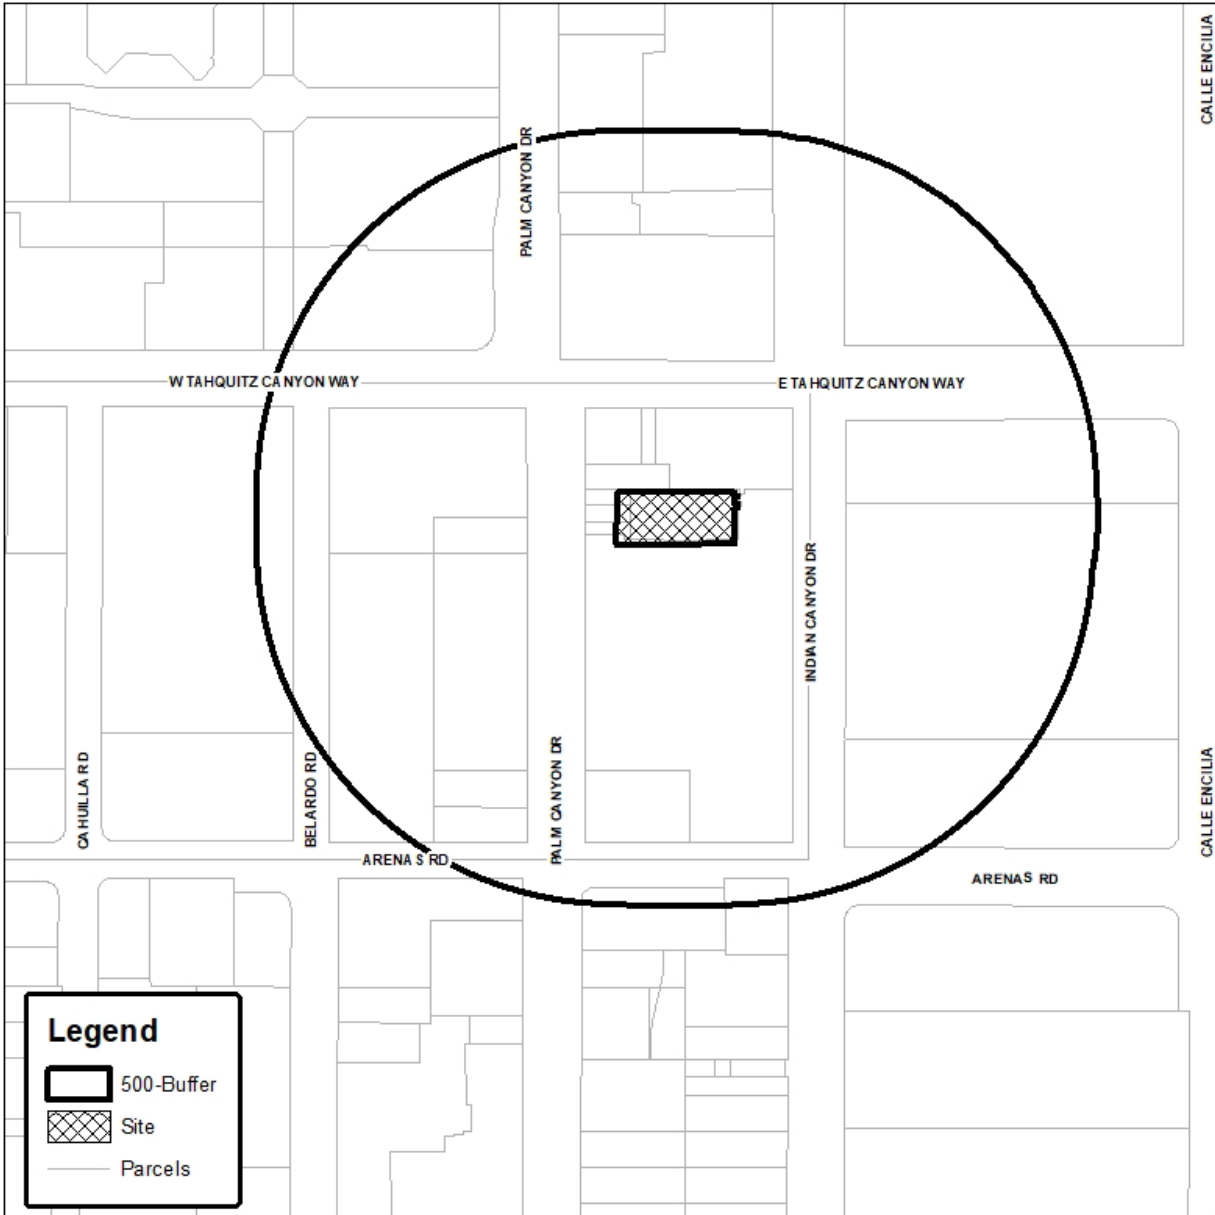 CALLE ENCILIA
PALM CANYON DR
W TAHQUITZ CANYON WAY
E TAHQUITZ CANYON WAY
INDIAN CANYON DR
CAHUILLA RD
BELARDO RD
PALM CANYON DR
CALLE ENCILIA
ARENAS RD
ARENAS RD
Legend
500-Buffer
Site
Parcels